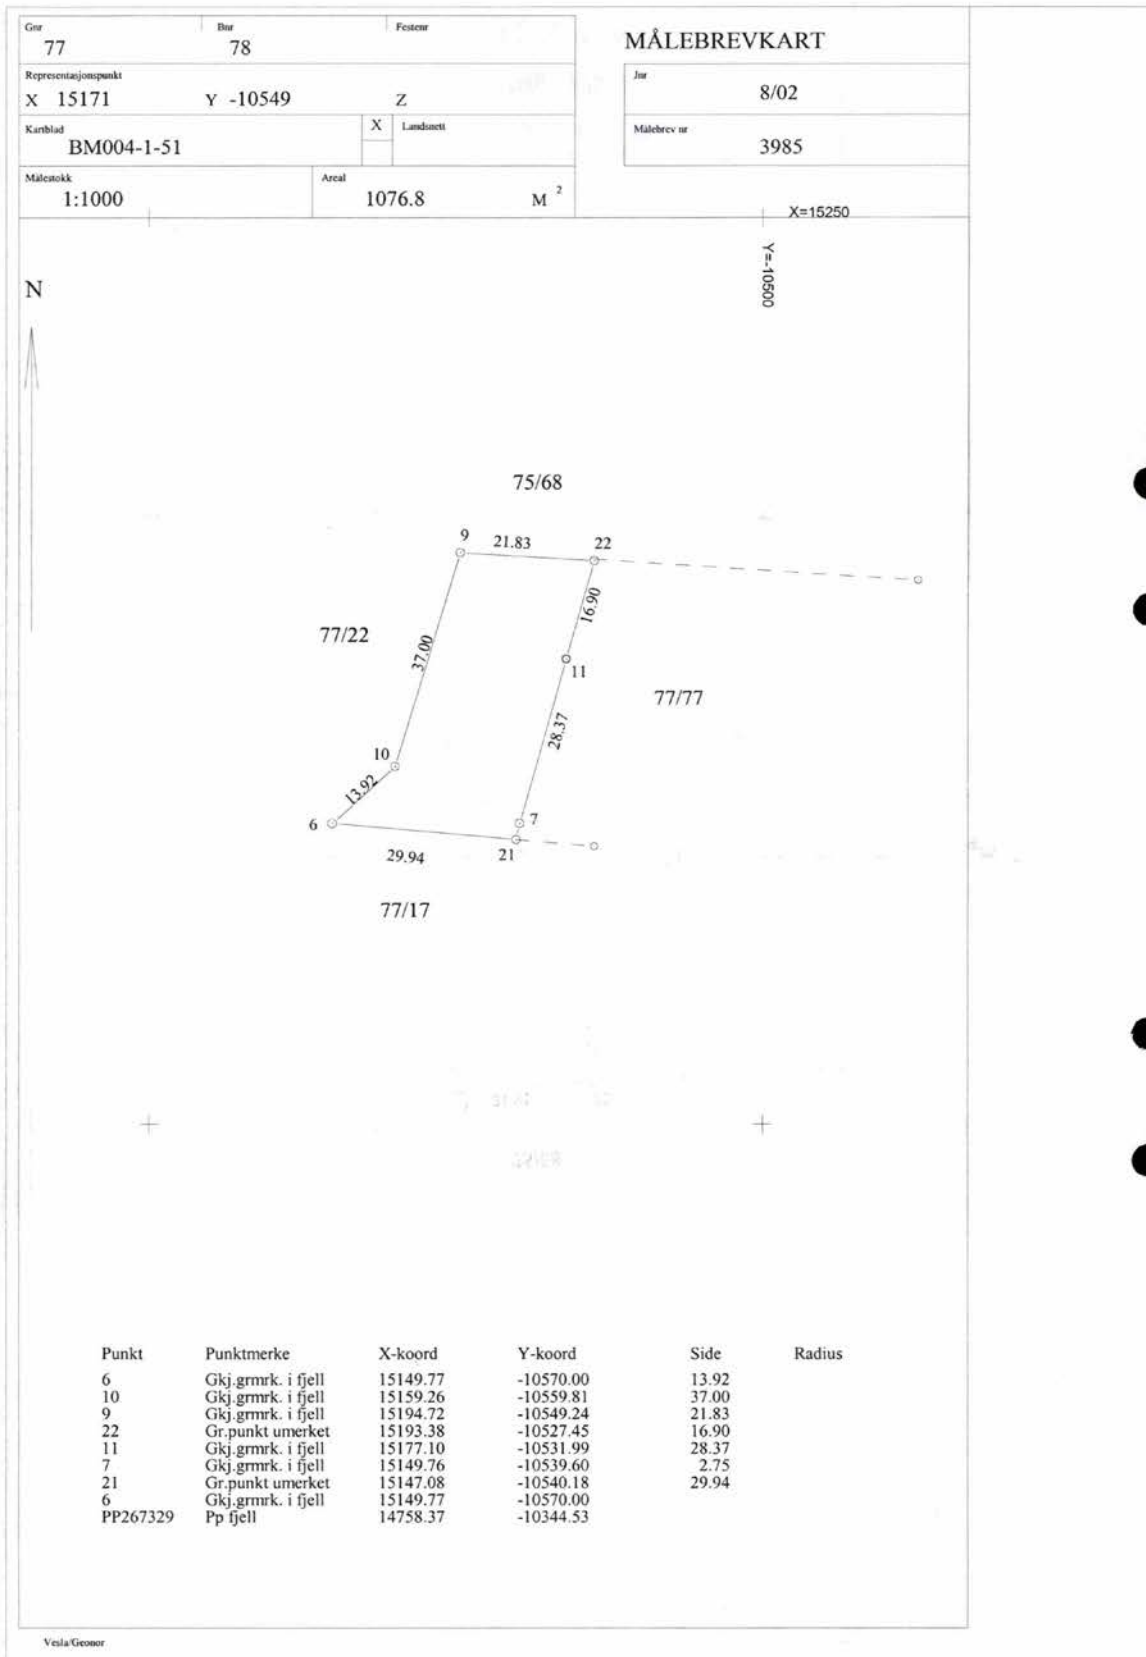 Gnr Bnr Festenr
77 78
MÅLEBREVKART
Representasjonspunkt
X 15171 Y -10549 Z
Jnr
8/02
Kartblad X Landsnett
BM004-1-51
Målebrev nr
3985
Målestokk Areal
1:1000 1076.8 M 2
X=15250
Y=-10500
N
75/68
9 21.83 22
16.90
77/22
37.00
11
77/77
28.37
10
13.92
6 7
29.94 21
77/17
Punkt Punktmerke X-koord Y-koord Side Radius
6 Gkj.grmrk. i fjell 15149.77 -10570.00 13.92
10 Gkj.grmrk. i fjell 15159.26 -10559.81 37.00
9 Gkj.grmrk. i fjell 15194.72 -10549.24 21.83
22 Gr.punkt umerket 15193.38 -10527.45 16.90
11 Gkj.grmrk. i fjell 15177.10 -10531.99 28.37
7 Gkj.grmrk. i fjell 15149.76 -10539.60 2.75
21 Gr.punkt umerket 15147.08 -10540.18 29.94
6 Gkj.grmrk. i fjell 15149.77 -10570.00
PP267329 Pp fjell 14758.37 -10344.53
Vesla/Geonor